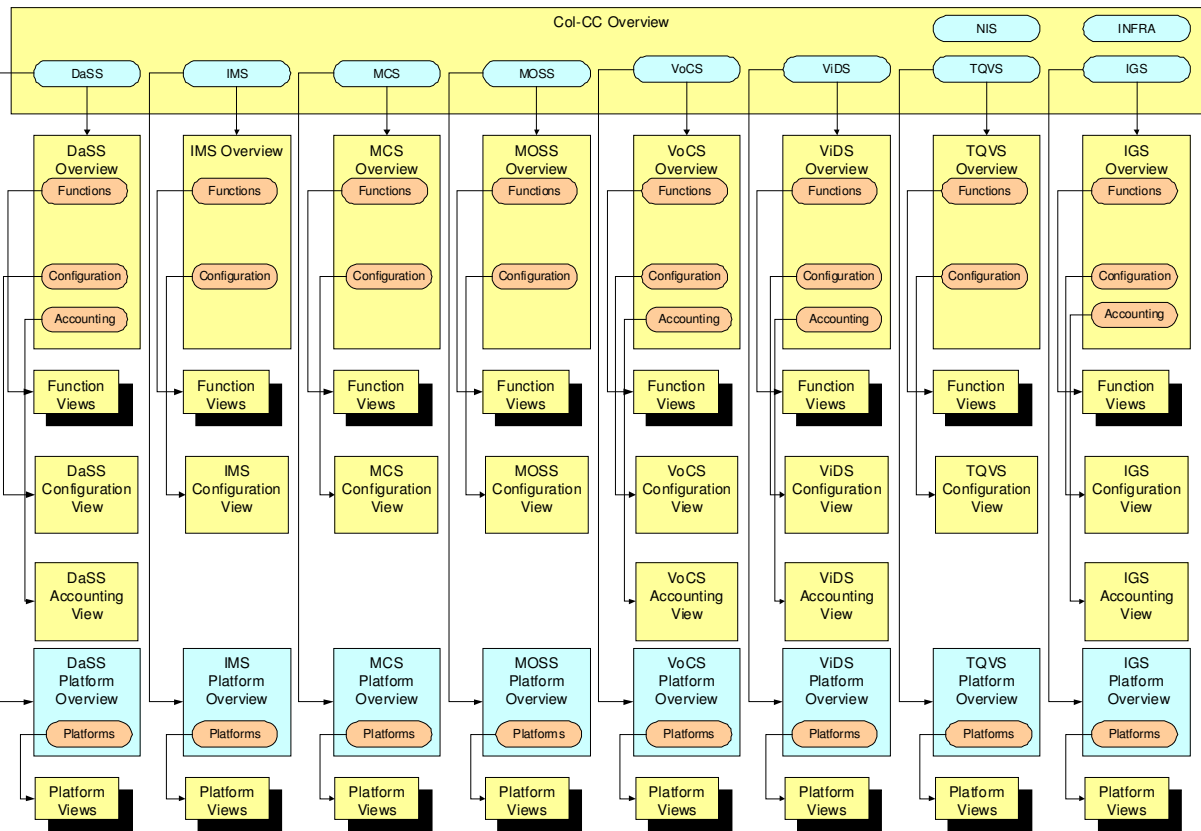 Col-CC Overview
NIS
INFRA
DaSS
IMS
MCS
MOSS
VoCS
ViDS
TQVS
IGS
DaSS
Overview
Functions
Configuration
Accounting
IMS Overview
Functions
Configuration
MCS
Overview
Functions
Configuration
MOSS
Overview
Functions
Configuration
VoCS
Overview
Functions
Configuration
Accounting
ViDS
Overview
Functions
Configuration
Accounting
TQVS
Overview
Functions
Configuration
IGS
Overview
Functions
Configuration
Accounting
Function
Views
Function
Views
Function
Views
Function
Views
Function
Views
Function
Views
Function
Views
Function
Views
DaSS
Configuration
View
IMS
Configuration
View
MCS
Configuration
View
MOSS
Configuration
View
VoCS
Configuration
View
ViDS
Configuration
View
TQVS
Configuration
View
IGS
Configuration
View
DaSS
Accounting
View
VoCS
Accounting
View
ViDS
Accounting
View
IGS
Accounting
View
DaSS
Platform
Overview
Platforms
IMS
Platform
Overview
Platforms
MCS
Platform
Overview
Platforms
MOSS
Platform
Overview
Platforms
VoCS
Platform
Overview
Platforms
ViDS
Platform
Overview
Platforms
TQVS
Platform
Overview
Platforms
IGS
Platform
Overview
Platforms
Platform
Views
Platform
Views
Platform
Views
Platform
Views
Platform
Views
Platform
Views
Platform
Views
Platform
Views